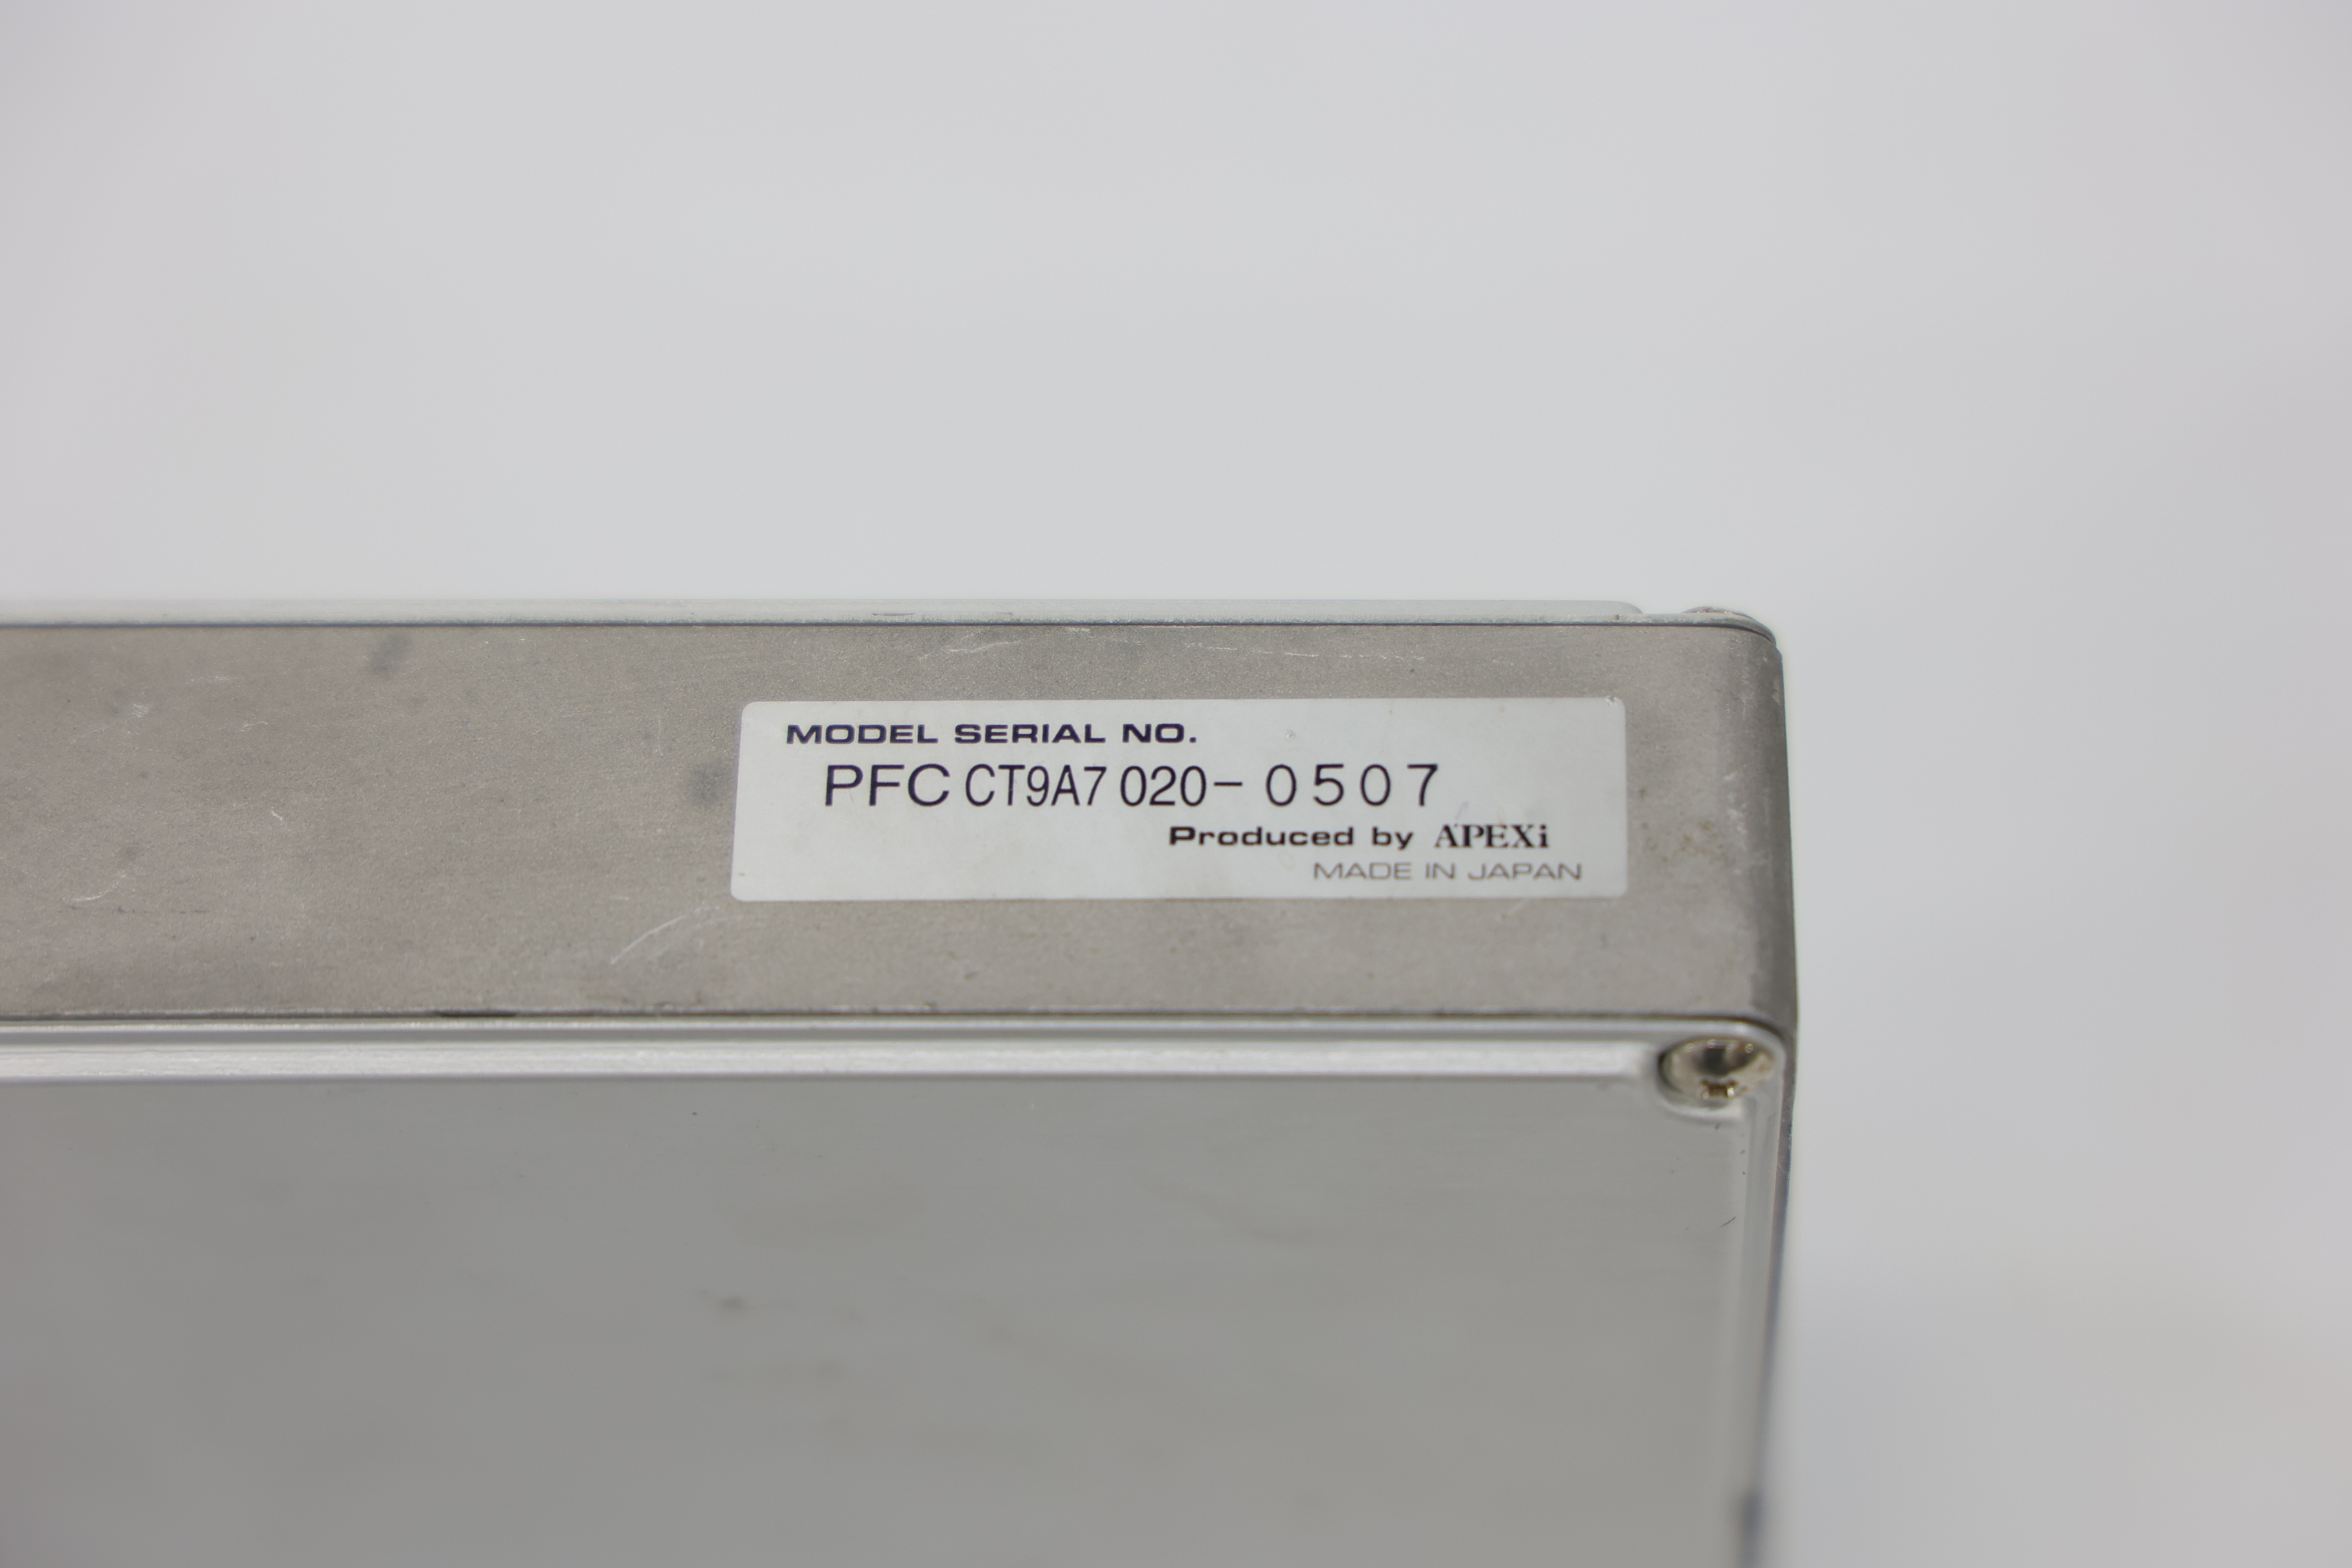 MODEL SERIAL NO.
PFC CT9A7 020- 0507
Produced by APEXi
MADE IN JAPAN